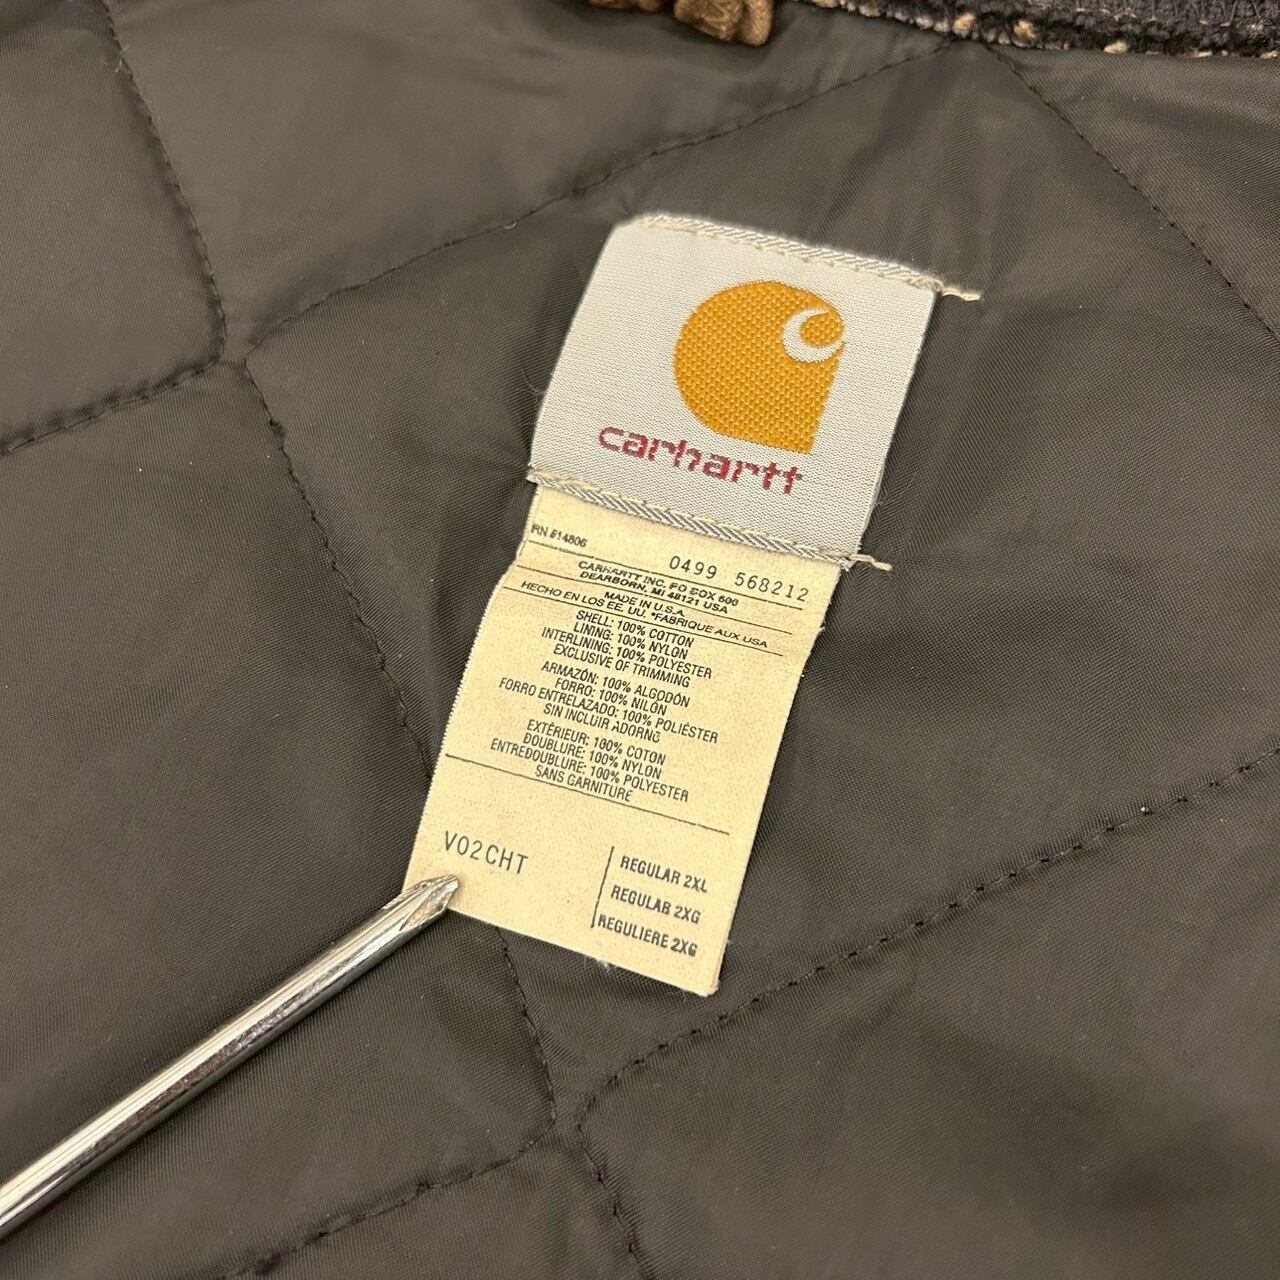 carhartt
RN #14806
0499 568212
CARHARTT INC. PO BOX 600
DEARBORN, MI 48121 USA
MADE IN U.S.A.
HECHO EN LOS EE. UU. *FABRIQUE AUX USA
SHELL: 100% COTTON
LINING: 100% NYLON
INTERLINING: 100% POLYESTER
EXCLUSIVE OF TRIMMING
ARMAZÓN: 100% ALGODÓN
FORRO: 100% NILÓN
FORRO ENTRELAZADO: 100% POLIÉSTER
SIN INCLUIR ADORNO
EXTÉRIEUR: 100% COTON
DOUBLURE: 100% NYLON
ENTREDOUBLURE: 100% POLYESTER
SANS GARNITURE
V02CHT
REGULAR 2XL
REGULAR 2XG
REGULIERE 2XG